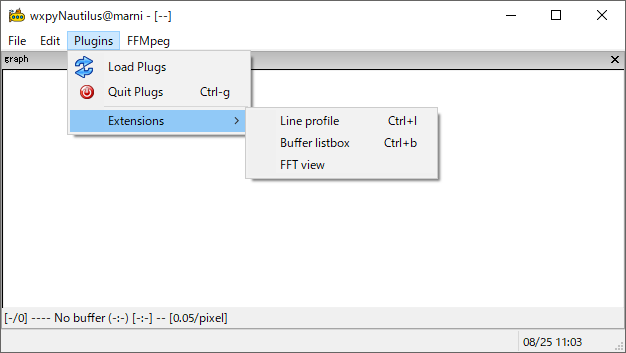 wxpyNautilus@marni - [--]
File Edit Plugins FFMpeg
graph
Load Plugs
Quit Plugs Ctrl-g
Extensions
Line profile Ctrl+l
Buffer listbox Ctrl+b
FFT view
[-/0] ---- No buffer (-:-) [-:-] -- [0.05/pixel]
08/25 11:03